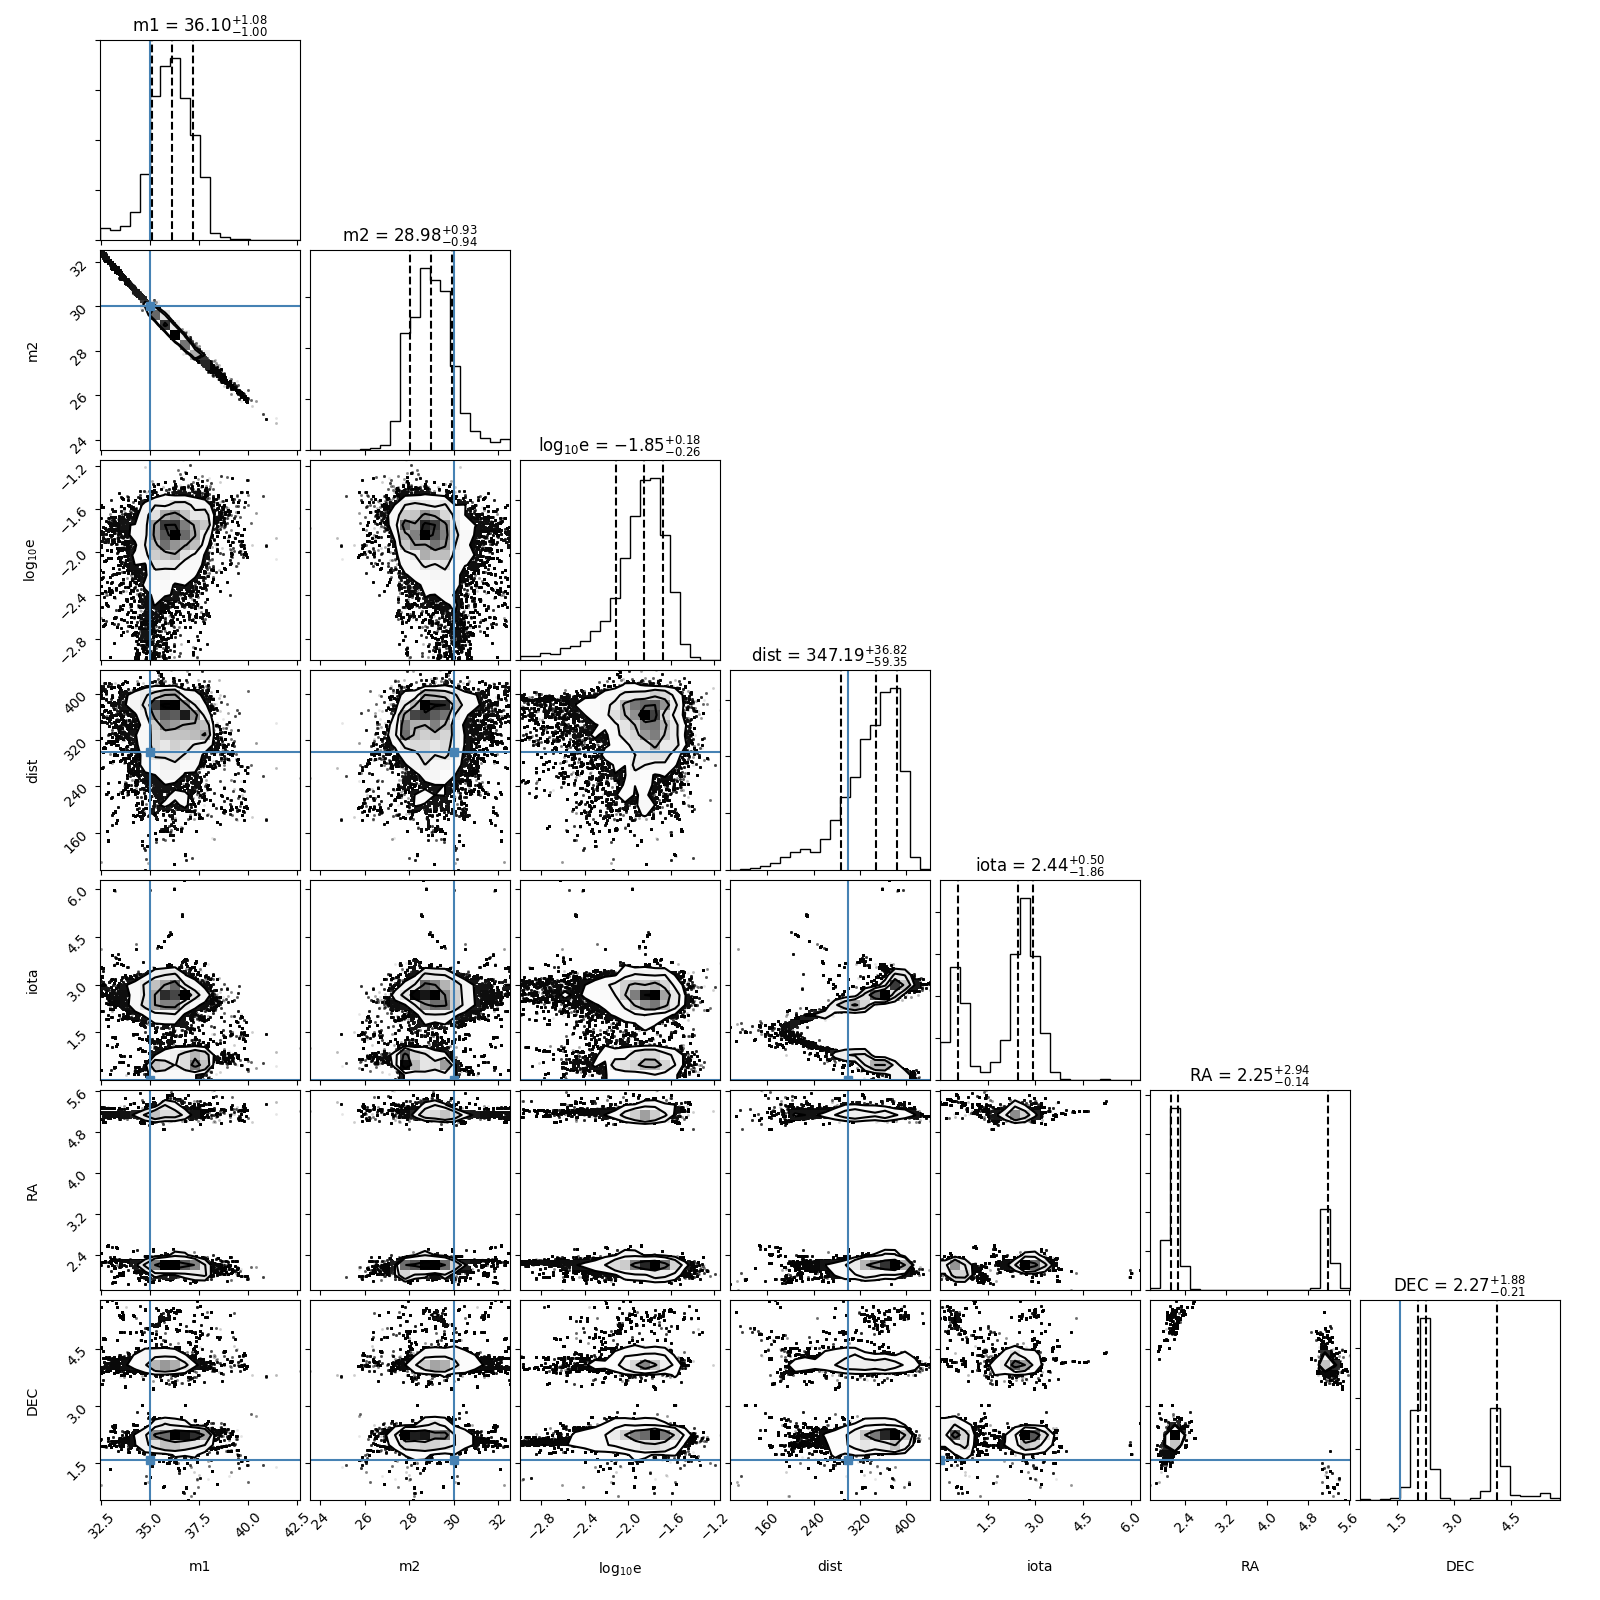 m1 = 36.10+1.08−1.00
m2 = 28.98+0.93−0.94
32
30
28
26
24
m2
log10e = −1.85+0.18−0.26
−1.2
−1.6
−2.0
−2.4
−2.8
log10e
dist = 347.19+36.82−59.35
400
320
240
160
dist
iota = 2.44+0.50−1.86
6.0
4.5
3.0
1.5
iota
RA = 2.25+2.94−0.14
5.6
4.8
4.0
3.2
2.4
RA
DEC = 2.27+1.88−0.21
4.5
3.0
1.5
DEC
32.5 35.0 37.5 40.0 42.5 24 26 28 30 32 −2.8 −2.4 −2.0 −1.6 −1.2 160 240 320 400 1.5 3.0 4.5 6.0 2.4 3.2 4.0 4.8 5.6 1.5 3.0 4.5
m1 m2 log10e dist iota RA DEC